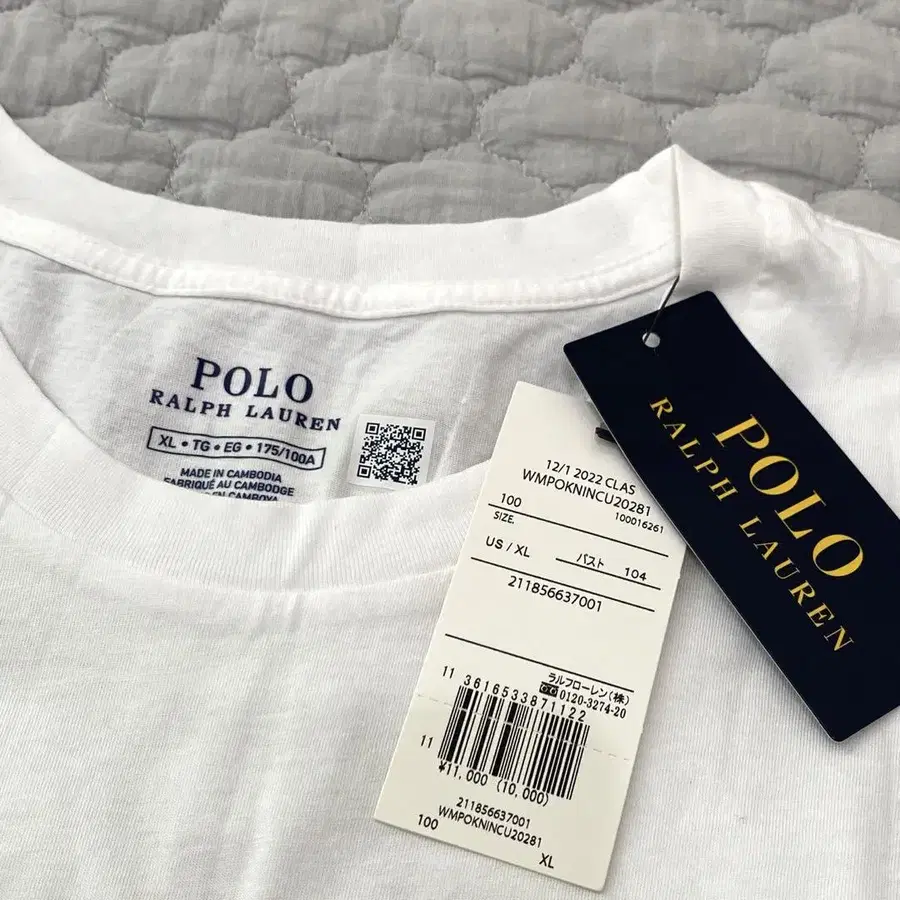 POLO
RALPH LAUREN
XL • TG • EG • 175/100A
MADE IN CAMBODIA
FABRIQUÉ AU CAMBODGE
12/1 2022 CLAS
WMPOKNINCU20281
100 100016261
SIZE.
US / XL バスト 104
211856637001
ラルフローレン(株)
0120-3274-20
11 3616533871122
11
¥11,000 (10,000)
211856637001
WMPOKNINCU20281
100 XL
POLO
RALPH LAUREN